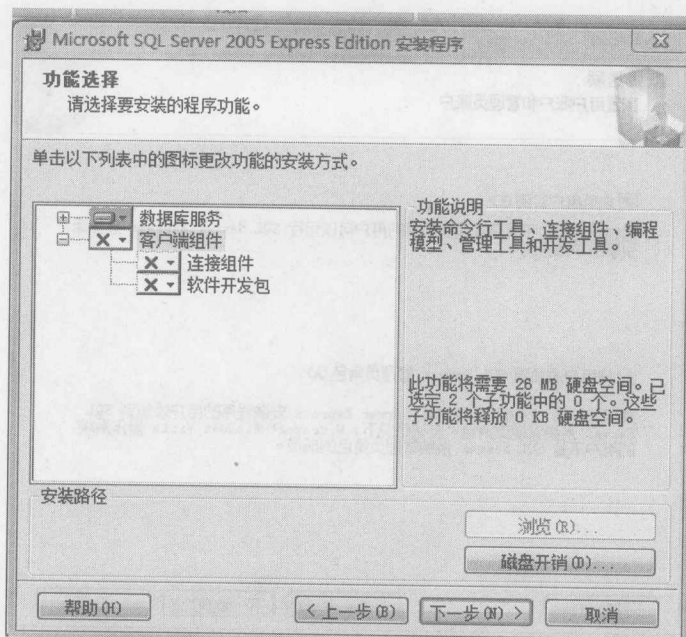 Microsoft SQL Server 2005 Express Edition 安装程序
功能选择
请选择要安装的程序功能。
单击以下列表中的图标更改功能的安装方式。
数据库服务
客户端组件
连接组件
软件开发包
功能说明
安装命令行工具、连接组件、编程
模型、管理工具和开发工具。
此功能将需要 26 MB 硬盘空间。已
选定 2 个子功能中的 0 个。这些
子功能将释放 0 KB 硬盘空间。
安装路径
浏览(R)...
磁盘开销(D)...
帮助(H)
< 上一步(B)
下一步(N) >
取消